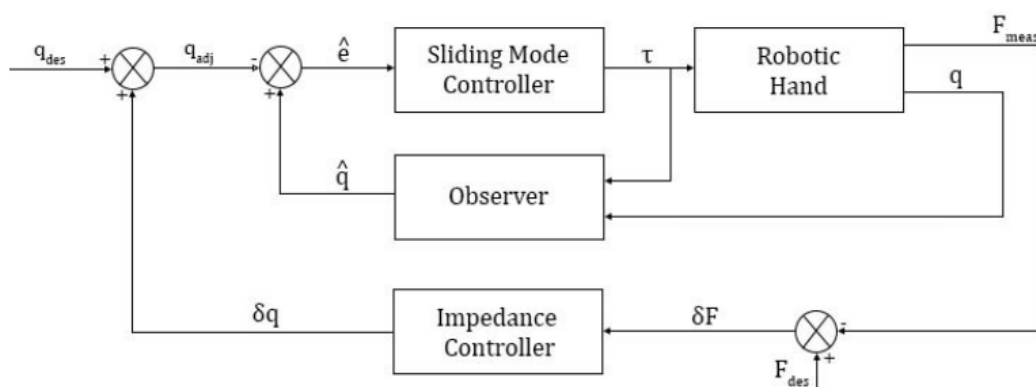 F_meas
q_des
+
+
q_adj
-
+
ê
Sliding Mode
Controller
τ
Robotic
Hand
q
q̂
Observer
δq
Impedance
Controller
δF
-
+
F_des